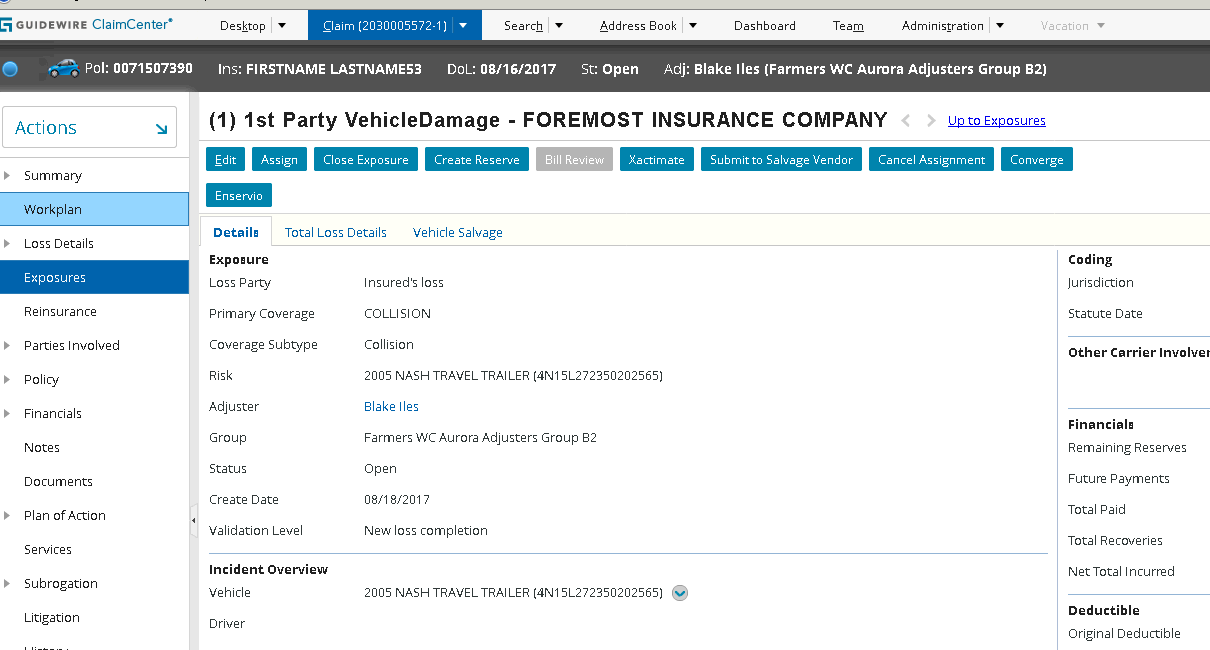 GUIDEWIRE ClaimCenter® Desktop Claim (2030005572-1) Search Address Book Dashboard Team Administration Vacation
Pol: 0071507390 Ins: FIRSTNAME LASTNAME53 DoL: 08/16/2017 St: Open Adj: Blake Iles (Farmers WC Aurora Adjusters Group B2)
Actions
Summary
Workplan
Loss Details
Exposures
Reinsurance
Parties Involved
Policy
Financials
Notes
Documents
Plan of Action
Services
Subrogation
Litigation
(1) 1st Party VehicleDamage - FOREMOST INSURANCE COMPANY Up to Exposures
Edit Assign Close Exposure Create Reserve Bill Review Xactimate Submit to Salvage Vendor Cancel Assignment Converge
Enservio
Details Total Loss Details Vehicle Salvage
Exposure
Loss Party Insured's loss
Primary Coverage COLLISION
Coverage Subtype Collision
Risk 2005 NASH TRAVEL TRAILER (4N15L272350202565)
Adjuster Blake Iles
Group Farmers WC Aurora Adjusters Group B2
Status Open
Create Date 08/18/2017
Validation Level New loss completion
Incident Overview
Vehicle 2005 NASH TRAVEL TRAILER (4N15L272350202565)
Driver
Coding
Jurisdiction
Statute Date
Other Carrier Involver
Financials
Remaining Reserves
Future Payments
Total Paid
Total Recoveries
Net Total Incurred
Deductible
Original Deductible